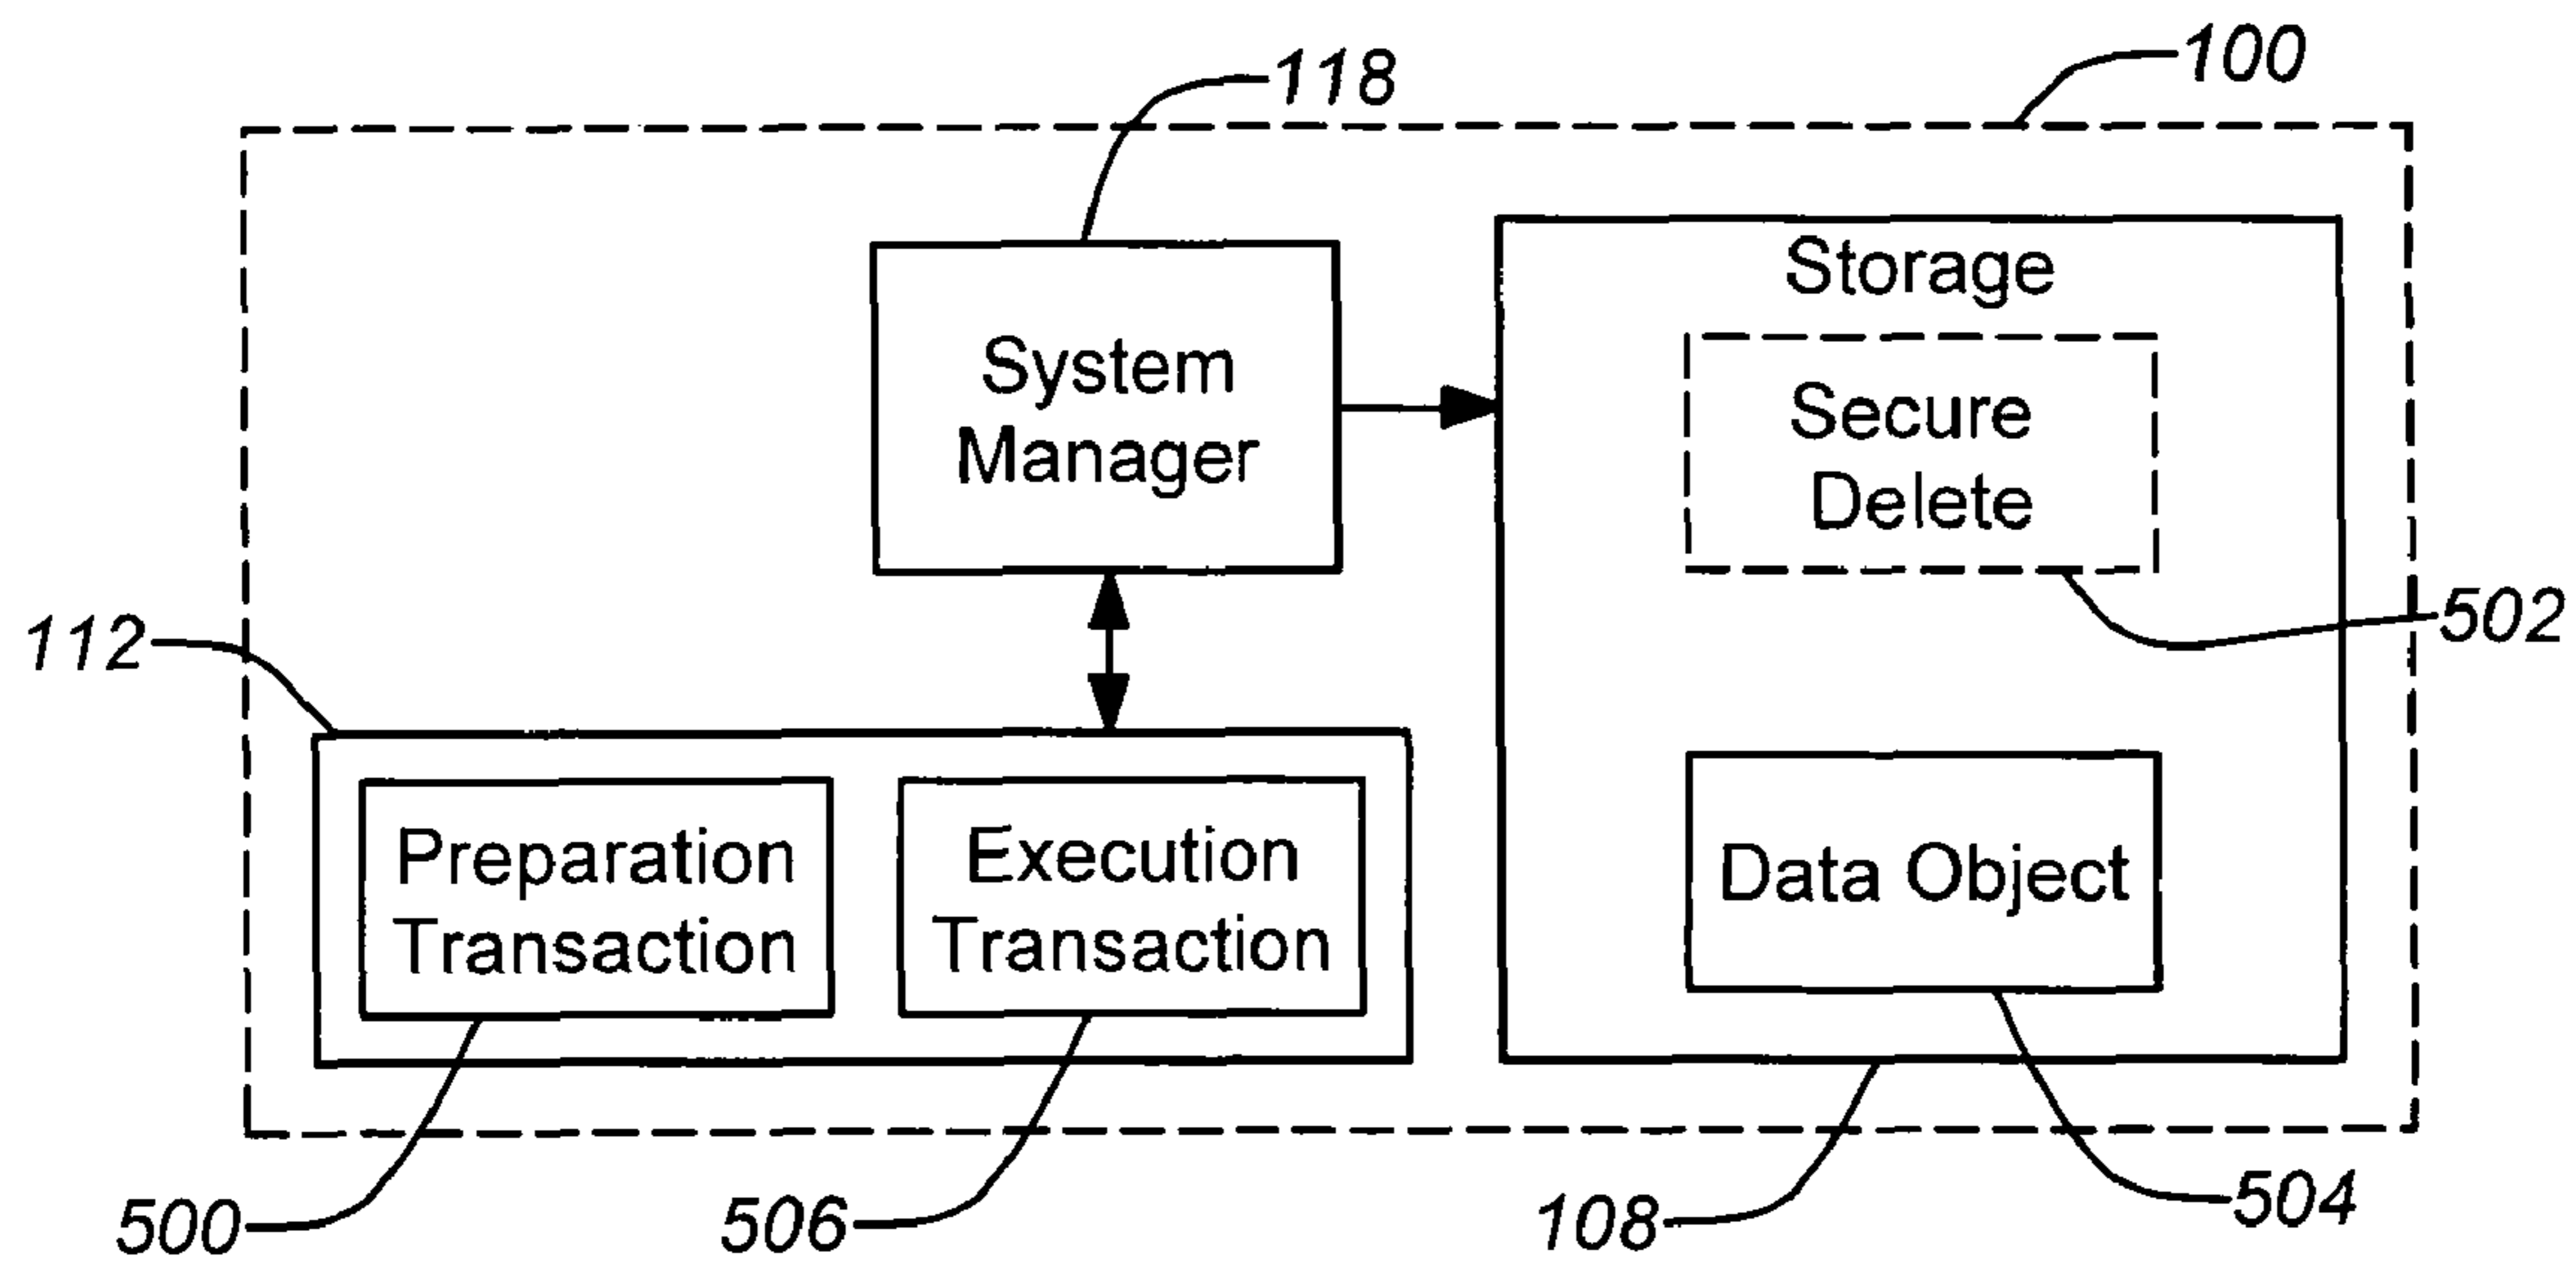 100
118
Storage
System
Manager
Secure
Delete
502
112
Preparation
Transaction
Execution
Transaction
Data Object
500
506
108
504